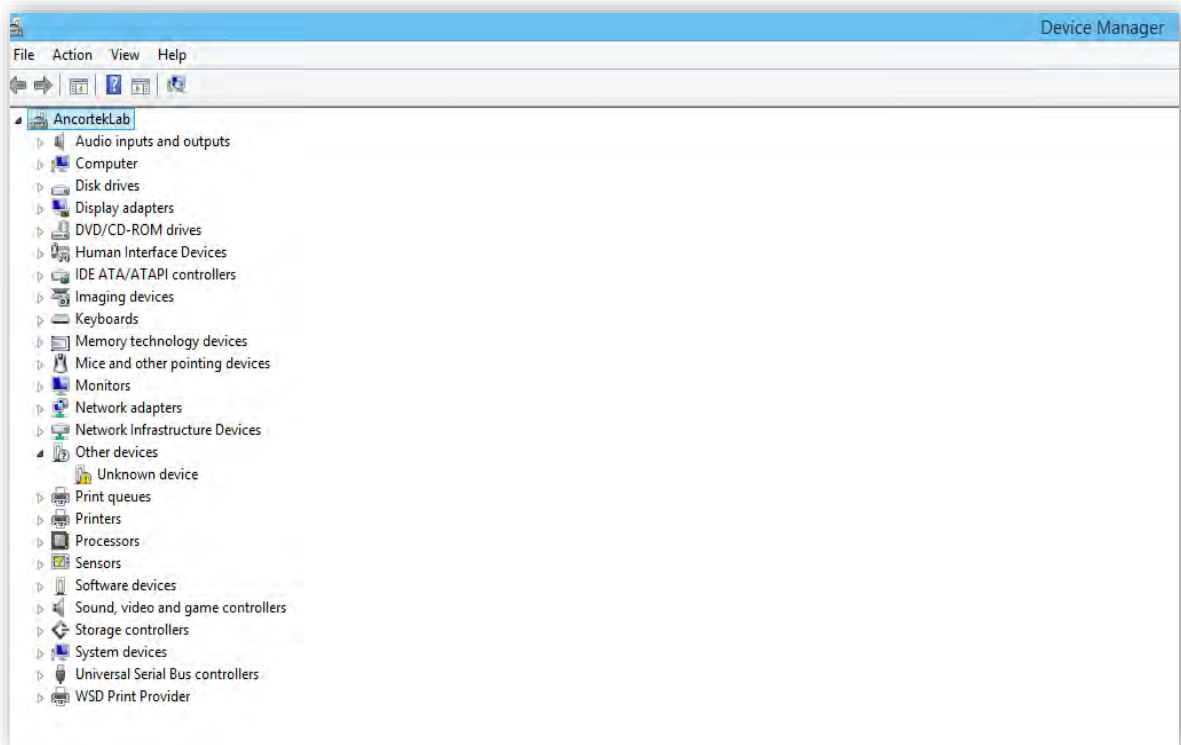 Device Manager
File Action View Help
AncortekLab
Audio inputs and outputs
Computer
Disk drives
Display adapters
DVD/CD-ROM drives
Human Interface Devices
IDE ATA/ATAPI controllers
Imaging devices
Keyboards
Memory technology devices
Mice and other pointing devices
Monitors
Network adapters
Network Infrastructure Devices
Other devices
Unknown device
Print queues
Printers
Processors
Sensors
Software devices
Sound, video and game controllers
Storage controllers
System devices
Universal Serial Bus controllers
WSD Print Provider